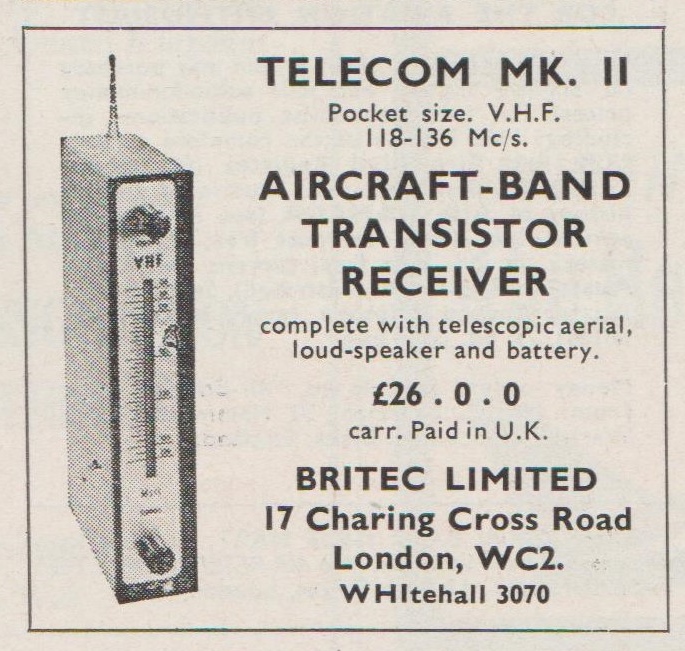 TELECOM MK. II
Pocket size. V.H.F.
118-136 Mc/s.
AIRCRAFT-BAND
TRANSISTOR
RECEIVER
complete with telescopic aerial,
loud-speaker and battery.
£26 . 0 . 0
carr. Paid in U.K.
BRITEC LIMITED
17 Charing Cross Road
London, WC2.
WHItehall 3070
VHF